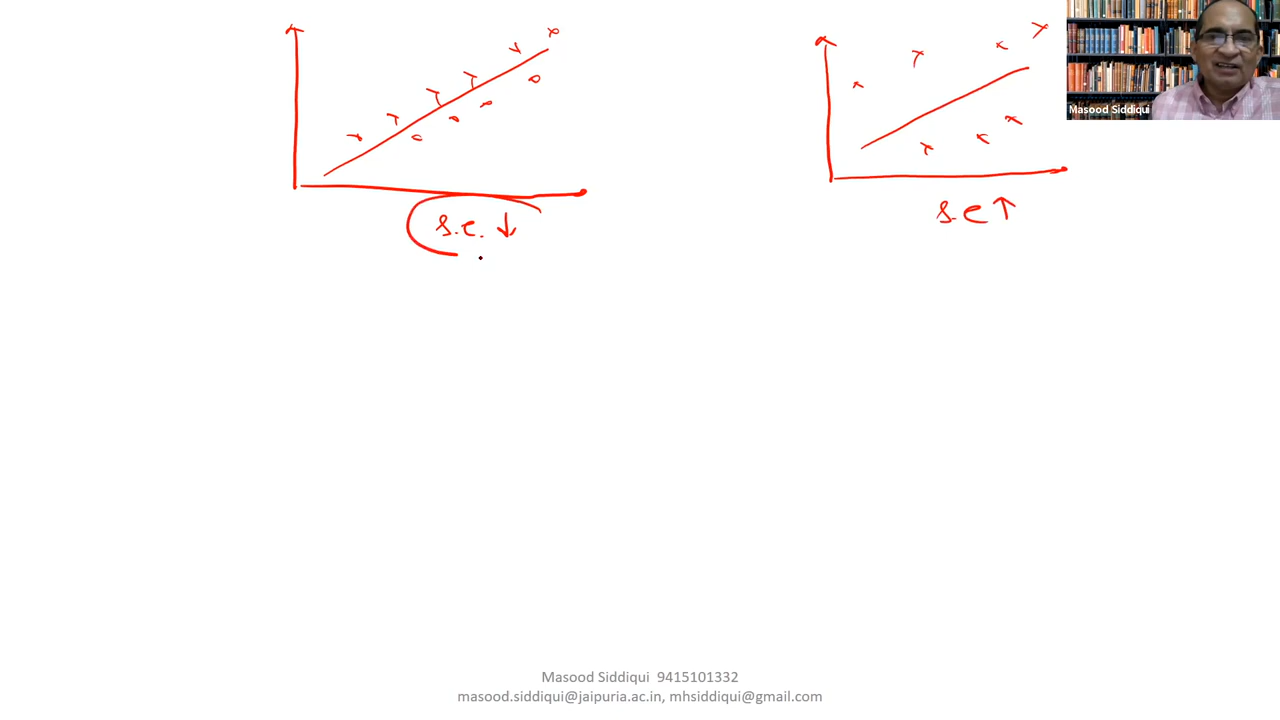 Masood Siddiqui
s.e. ↓
s.e ↑
Masood Siddiqui 9415101332
masood.siddiqui@jaipuria.ac.in, mhsiddiqui@gmail.com